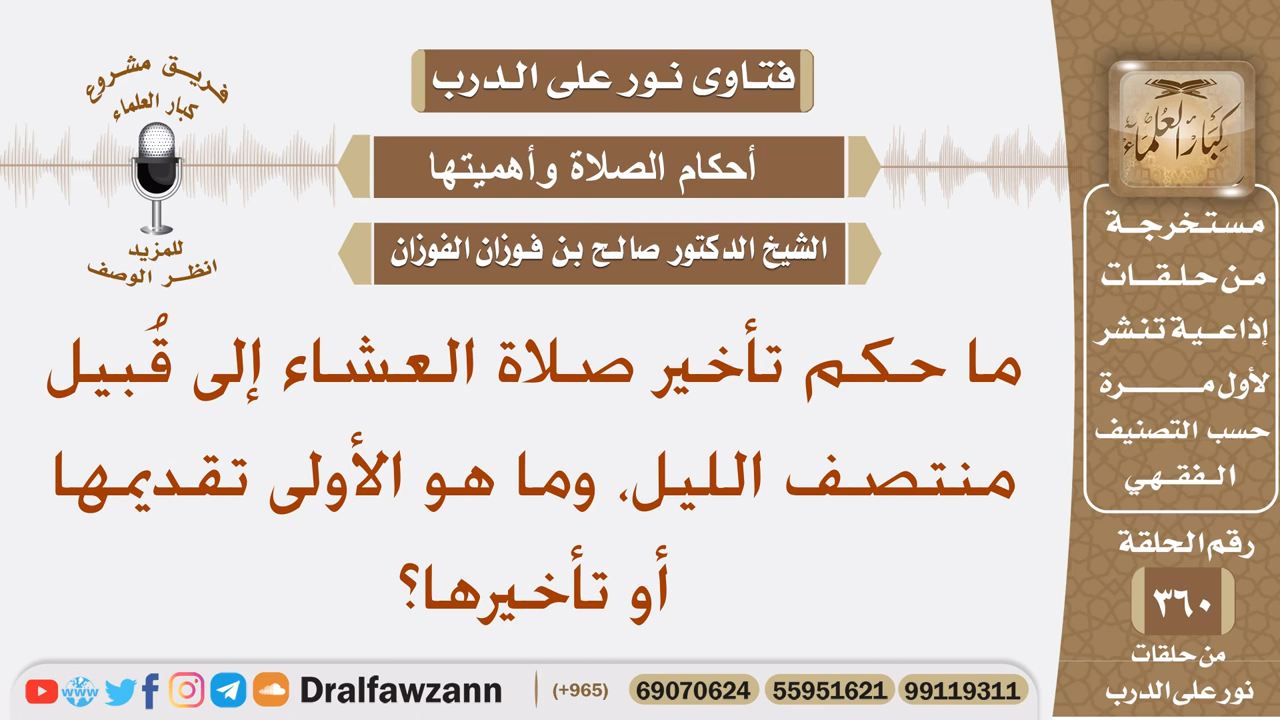 فتاوى نور على الدرب
أحكام الصلاة وأهميتها
الشيخ الدكتور صالح بن فوزان الفوزان
ما حكم تأخير صلاة العشاء إلى قُبيل
منتصف الليل، وما هو الأولى تقديمها
أو تأخيرها؟
فريق مشروع
كبار العلماء
للمزيد
انظر الوصف
كبار العلماء
مستخرجة
من حلقات
إذاعية تنشر
لأول مرة
حسب التصنيف
الفقهي
رقم الحلقة
٣٦٠
من حلقات
نور على الدرب
www
Dralfawzann
(+965) 69070624 55951621 99119311